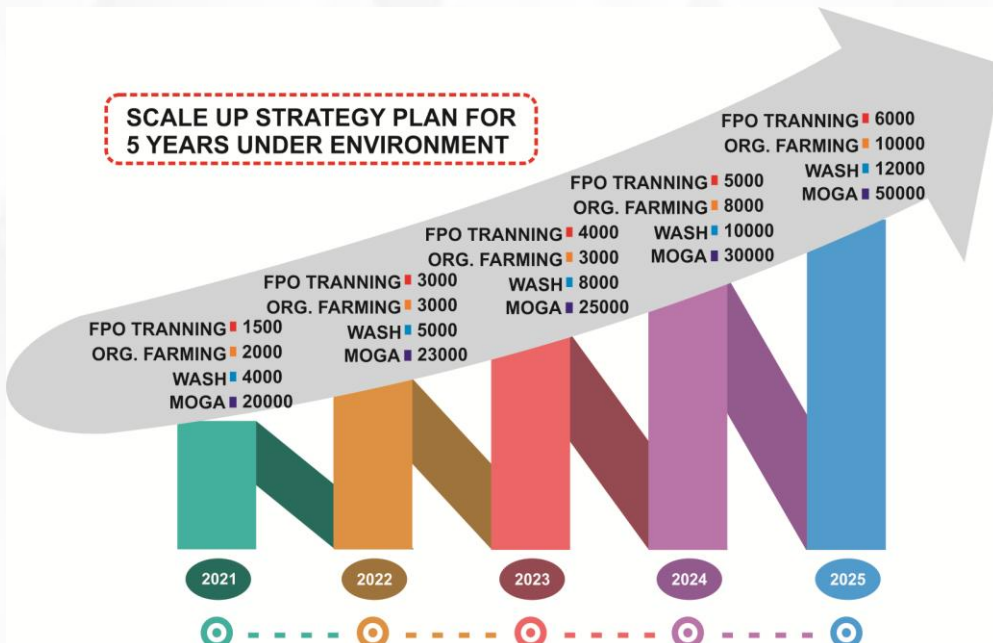 SCALE UP STRATEGY PLAN FOR
5 YEARS UNDER ENVIRONMENT
FPO TRANNING 1500
ORG. FARMING 2000
WASH 4000
MOGA 20000
FPO TRANNING 3000
ORG. FARMING 3000
WASH 5000
MOGA 23000
FPO TRANNING 4000
ORG. FARMING 3000
WASH 8000
MOGA 25000
FPO TRANNING 5000
ORG. FARMING 8000
WASH 10000
MOGA 30000
FPO TRANNING 6000
ORG. FARMING 10000
WASH 12000
MOGA 50000
2021 2022 2023 2024 2025